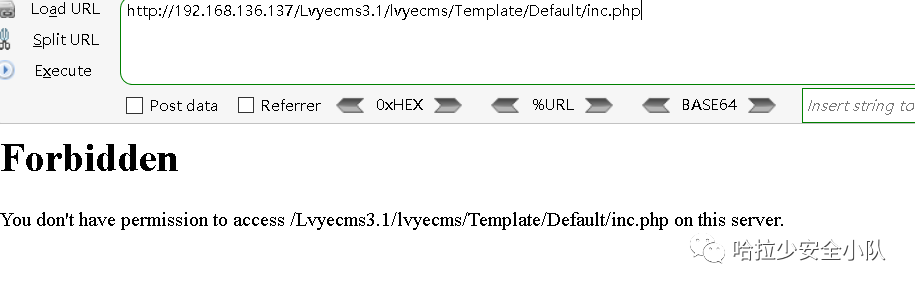 Load URL
http://192.168.136.137/Lvyecms3.1/lvyecms/Template/Default/inc.php
Split URL
Execute
Post data Referrer 0xHEX %URL BASE64 Insert string to
Forbidden
You don't have permission to access /Lvyecms3.1/lvyecms/Template/Default/inc.php on this server.
哈拉少安全小队